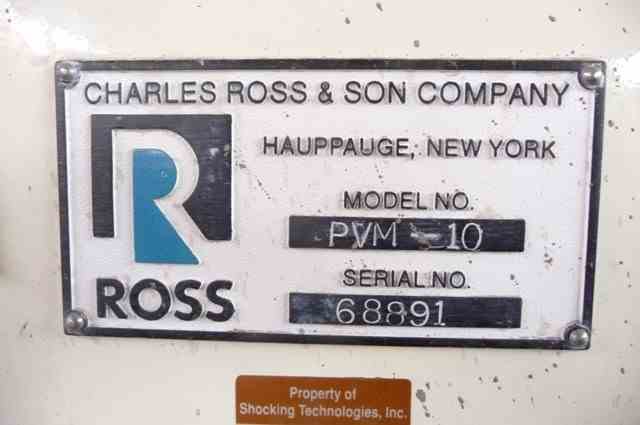 CHARLES ROSS & SON COMPANY
HAUPPAUGE, NEW YORK
MODEL NO.
PVM - 10
SERIAL NO.
68891
R
ROSS
Property of
Shocking Technologies, Inc.